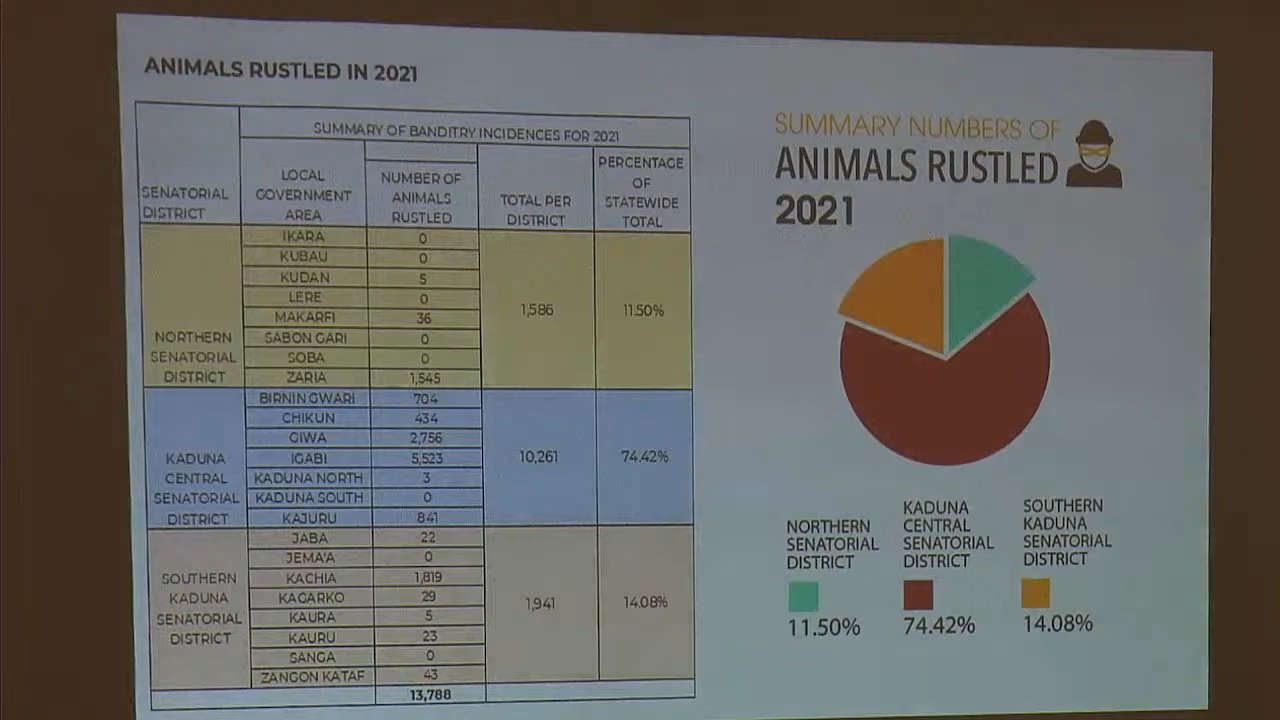 ANIMALS RUSTLED IN 2021
SUMMARY OF BANDITRY INCIDENCES FOR 2021
SENATORIAL
DISTRICT
LOCAL
GOVERNMENT
AREA
NUMBER OF
ANIMALS
RUSTLED
TOTAL PER
DISTRICT
PERCENTAGE
OF
STATEWIDE
TOTAL
NORTHERN
SENATORIAL
DISTRICT
IKARA 0
KUBAU 0
KUDAN 5
LERE 0
MAKARFI 36
SABON GARI 0
SOBA 0
ZARIA 1,545
1,586 11.50%
KADUNA
CENTRAL
SENATORIAL
DISTRICT
BIRNIN GWARI 704
CHIKUN 434
GIWA 2,756
IGABI 5,523
KADUNA NORTH 3
KADUNA SOUTH 0
KAJURU 841
10,261 74.42%
SOUTHERN
KADUNA
SENATORIAL
DISTRICT
JABA 22
JEMA'A 0
KACHIA 1,819
KAGARKO 29
KAURA 5
KAURU 23
SANGA 0
ZANGON KATAF 43
1,941 14.08%
13,788
SUMMARY NUMBERS OF
ANIMALS RUSTLED
2021
NORTHERN
SENATORIAL
DISTRICT
11.50%
KADUNA
CENTRAL
SENATORIAL
DISTRICT
74.42%
SOUTHERN
KADUNA
SENATORIAL
DISTRICT
14.08%